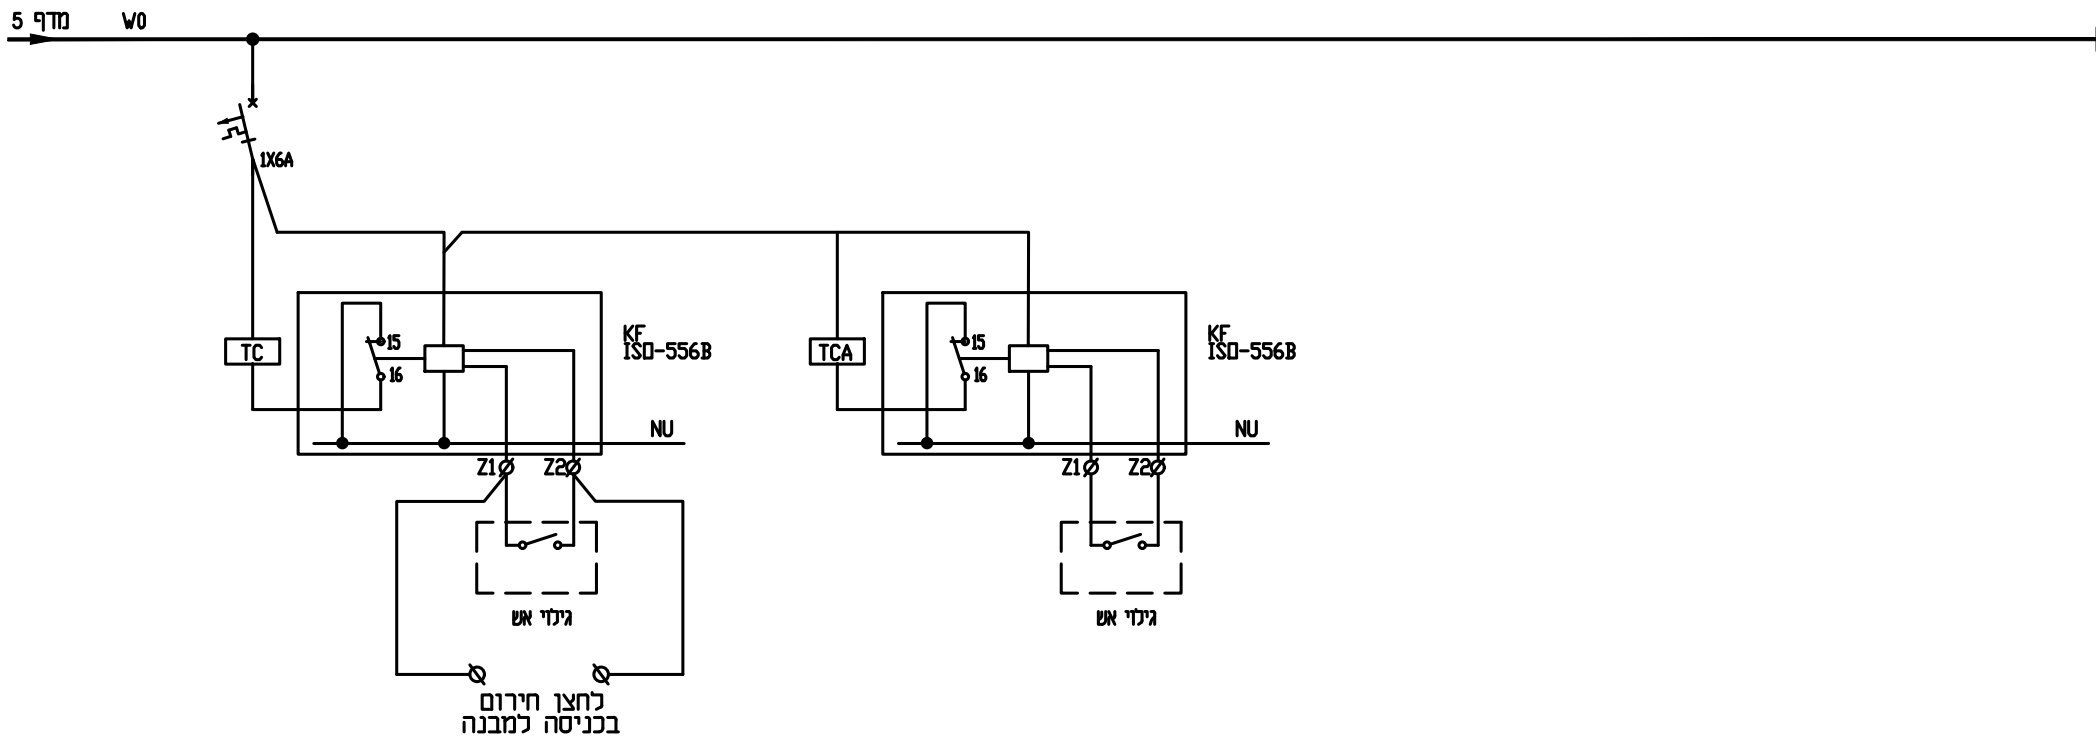 מדף 5
W0
1X6A
TC
15
16
KF
ISO-556B
NU
Z1
Z2
גילוי אש
לחצן חירום
בכניסה למבנה
TCA
15
16
KF
ISO-556B
NU
Z1
Z2
גילוי אש